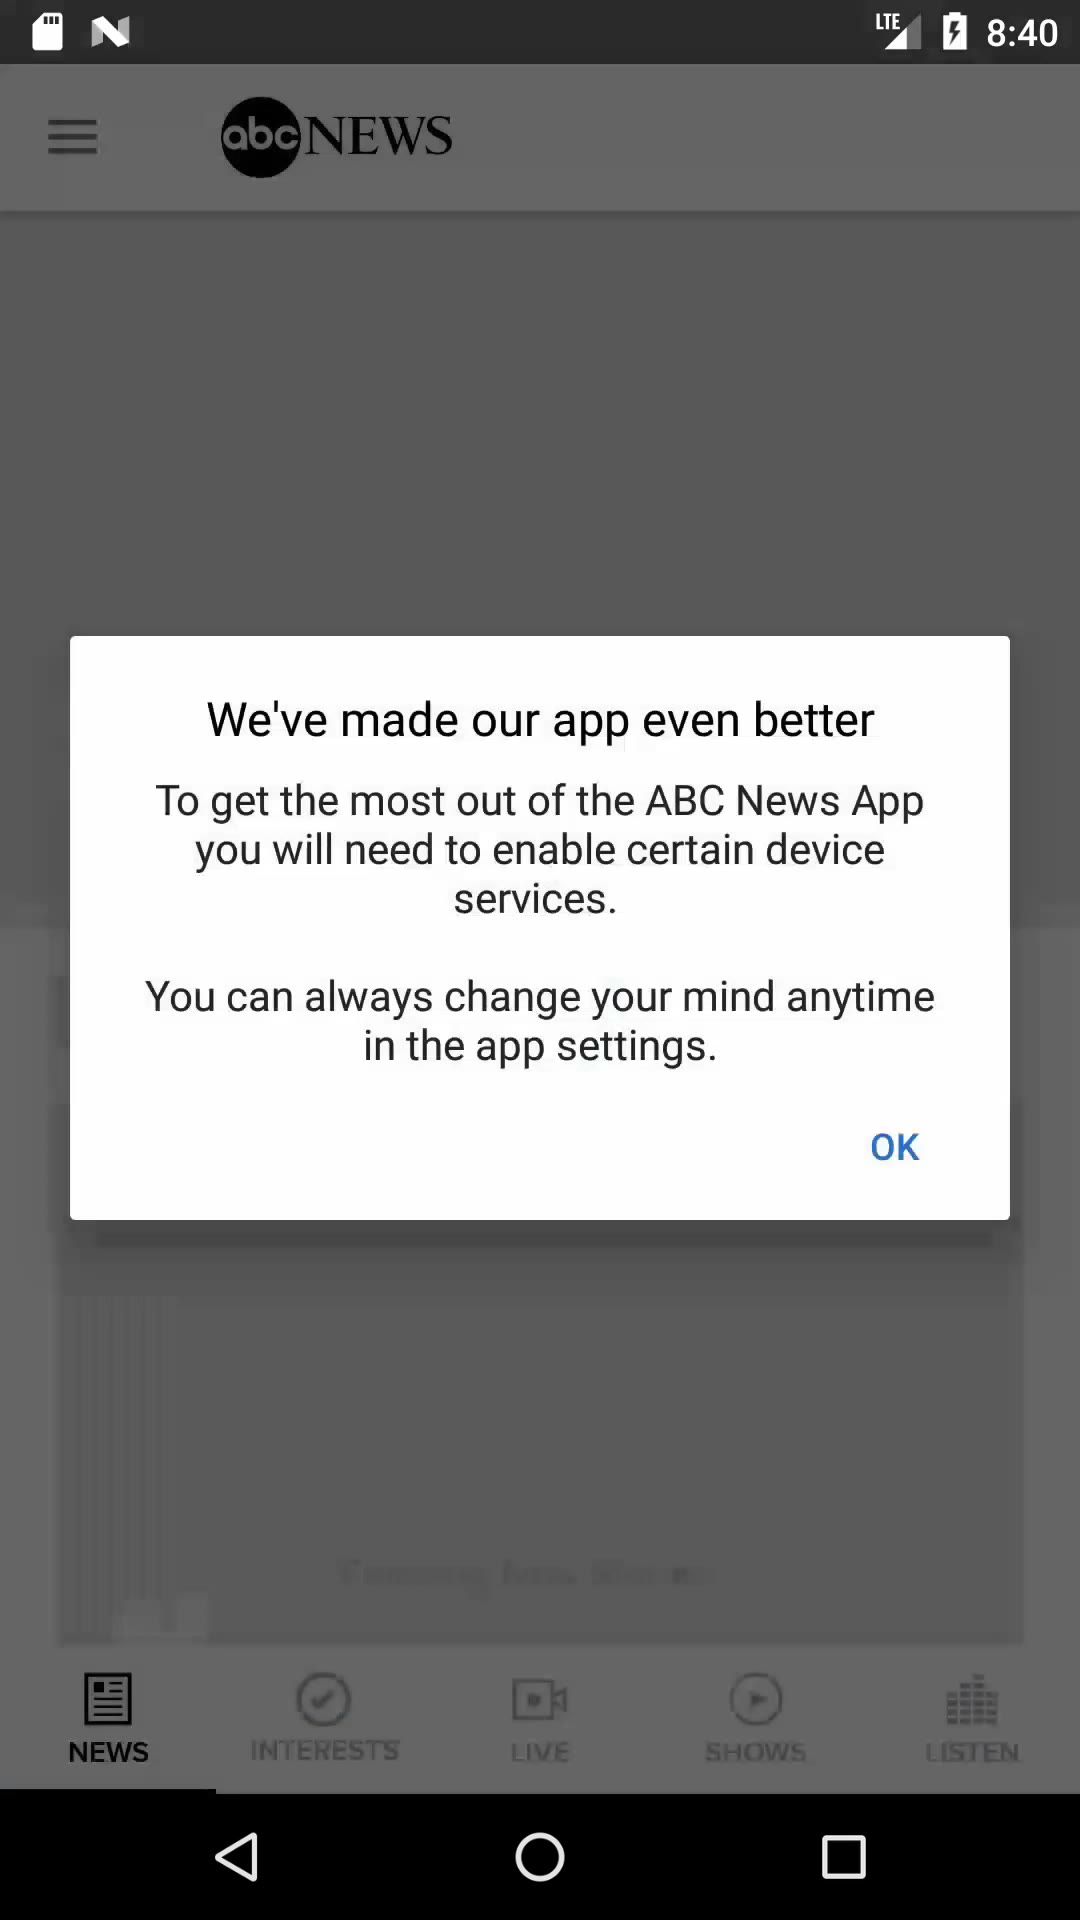 LTE 8:40
abc NEWS
We've made our app even better
To get the most out of the ABC News App
you will need to enable certain device
services.
You can always change your mind anytime
in the app settings.
OK
NEWS INTERESTS LIVE SHOWS LISTEN